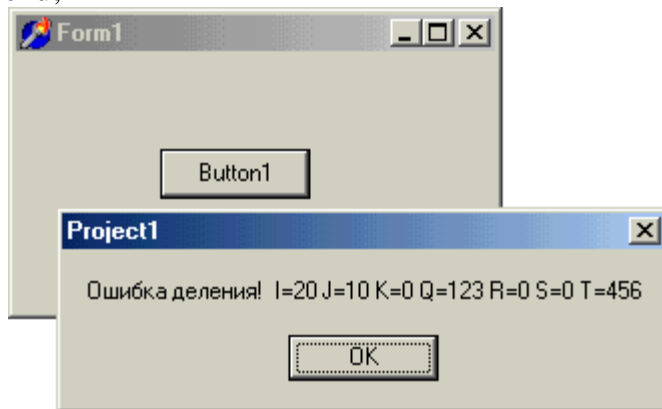 Form1
Button1
Project1
Ошибка деления! I=20 J=10 K=0 Q=123 R=0 S=0 T=456
OK